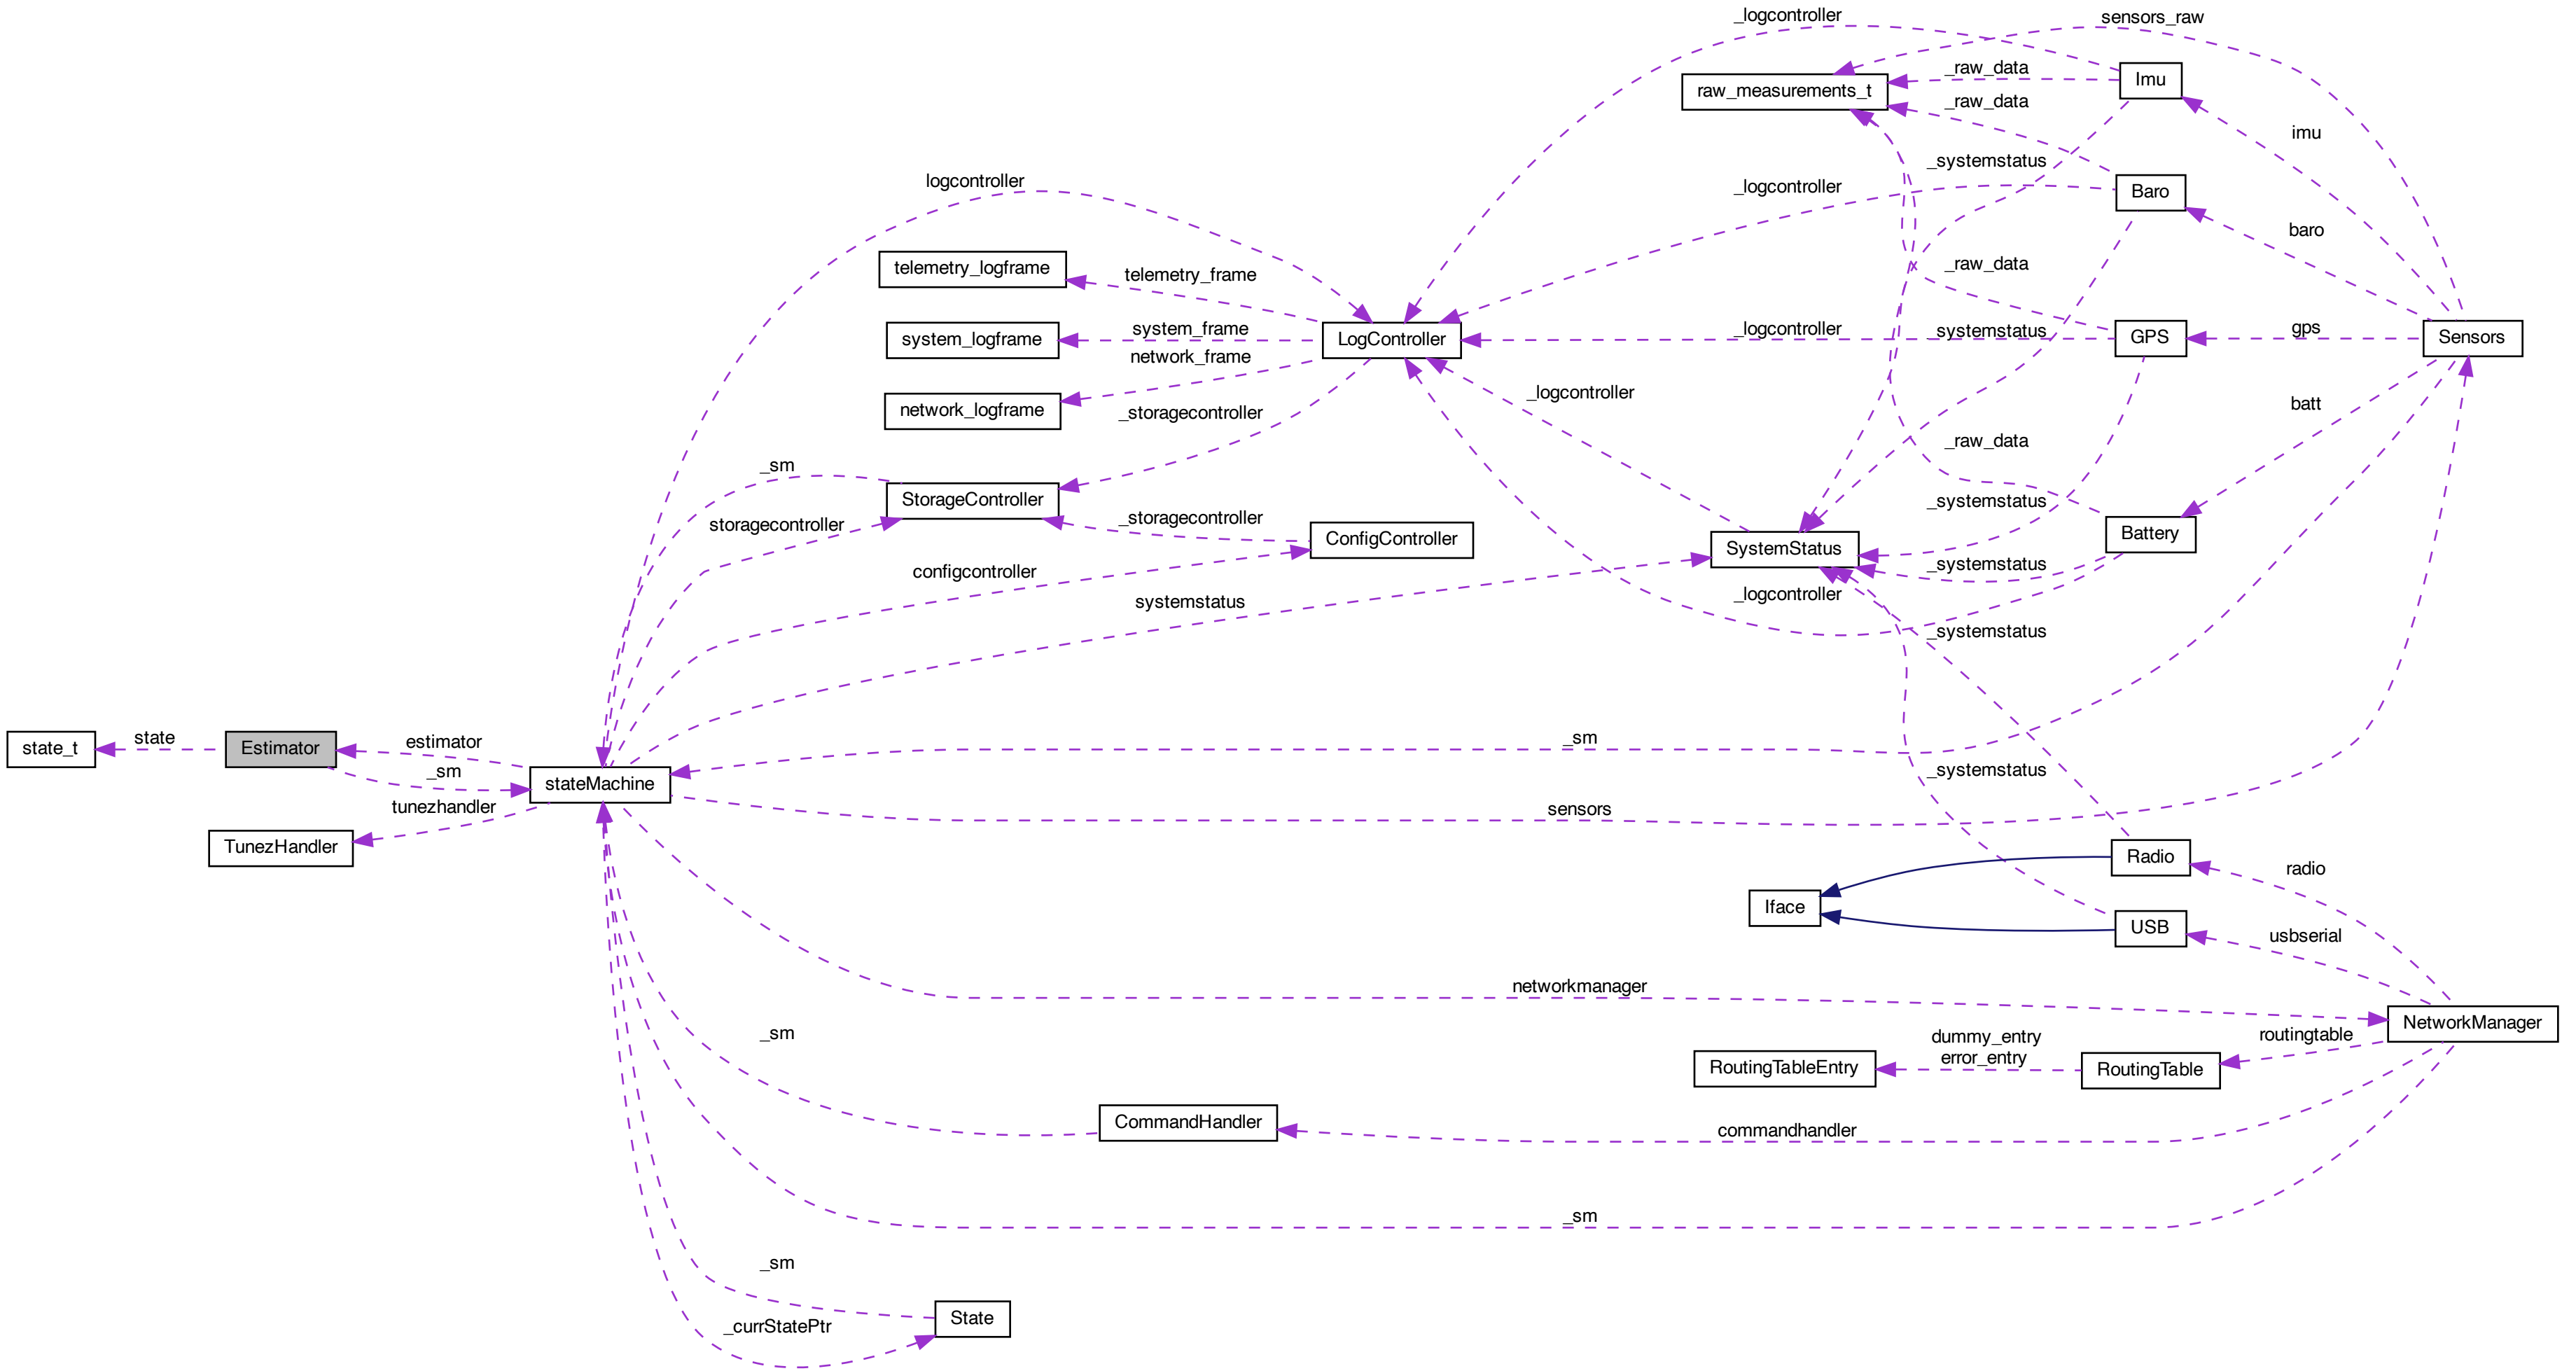 _logcontroller
sensors_raw
_raw_data
Imu
raw_measurements_t
_raw_data
imu
_systemstatus
logcontroller
_logcontroller
Baro
baro
telemetry_logframe
telemetry_frame
_raw_data
system_logframe
system_frame
LogController
_logcontroller
_systemstatus
GPS
gps
Sensors
network_frame
network_logframe
_storagecontroller
_logcontroller
batt
_raw_data
_sm
StorageController
storagecontroller
_storagecontroller
ConfigController
_systemstatus
SystemStatus
Battery
configcontroller
_systemstatus
systemstatus
_logcontroller
_systemstatus
state_t
state
Estimator
estimator
_sm
_sm
stateMachine
_systemstatus
tunezhandler
sensors
TunezHandler
Radio
radio
Iface
USB
usbserial
networkmanager
NetworkManager
_sm
dummy_entry
error_entry
routingtable
RoutingTableEntry
RoutingTable
CommandHandler
commandhandler
_sm
_sm
State
_currStatePtr